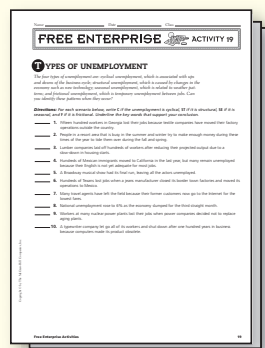 Name Date Class
FREE ENTERPRISE ACTIVITY 19
TYPES OF UNEMPLOYMENT
The four types of unemployment are: cyclical unemployment, which is associated with ups
and downs of the business cycle; structural unemployment, which is caused by changes in the
economy such as new technology; seasonal unemployment, which is related to weather pat-
terns; and frictional unemployment, which is temporary unemployment between jobs. Can
you identify these patterns when they occur?
Directions: For each scenario below, write C if the unemployment is cyclical, ST if it is structural, SE if it is
seasonal, and F if it is frictional. Underline the key words that support your conclusion.
1. Fifteen hundred workers in Georgia lost their jobs because textile companies have moved their factory
operations outside the country.
2. People in a resort area that is busy in the summer and winter try to make enough money during these
times of the year to tide them over during the fall and spring.
3. Lumber companies laid off hundreds of workers after reducing their projected output due to a
slow-down in housing starts.
4. Hundreds of Mexican immigrants moved to California in the last year, but many remain unemployed
because their English is not yet adequate for most jobs.
5. A Broadway musical show had its final run, leaving all the actors unemployed.
6. Hundreds of Texans lost jobs when a jeans manufacturer closed its border town factories and moved its
operations to Mexico.
7. Many travel agents have left the field because their former customers now go to the Internet for the
lowest fares.
8. National unemployment rose to 6% as the economy slumped for the third straight month.
9. Workers at many nuclear power plants lost their jobs when power companies decided not to replace
aging plants.
10. A typewriter company let go all of its workers and shut down after one hundred years in business
because computers made its product obsolete.
Free Enterprise Activities 19